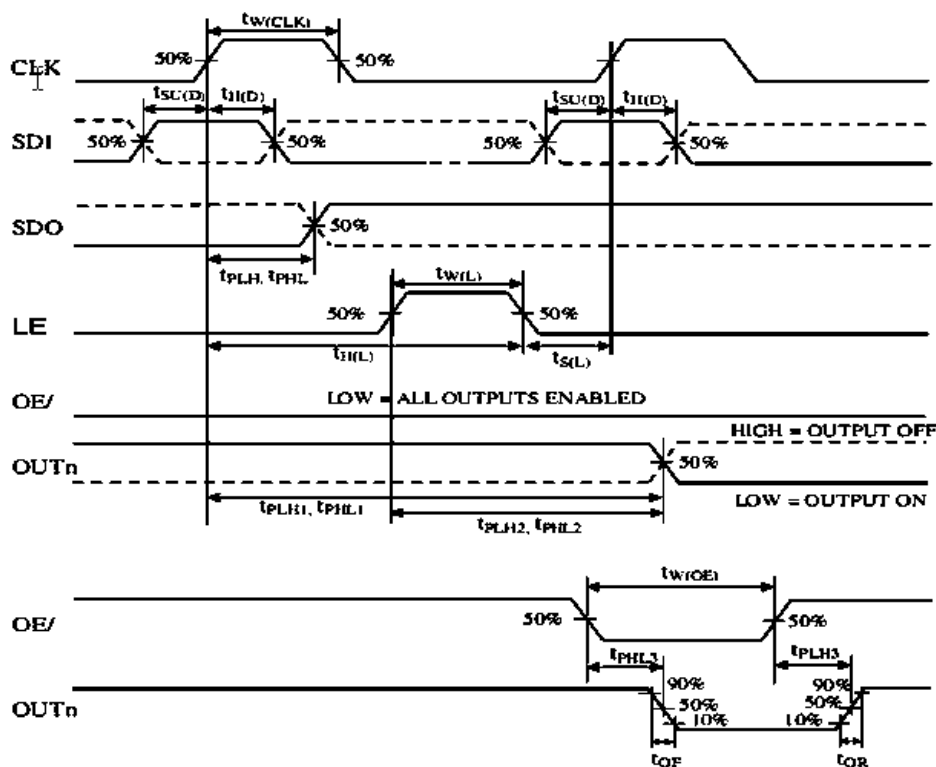 tW(CLK)
CLK 50% 50% 50%
tSU(D) tH(D) tSU(D) tH(D)
SDI 50% 50% 50% 50%
SDO 50%
tPLH, tPHL
tW(L)
LE 50% 50%
tH(L) tS(L)
OE/ LOW = ALL OUTPUTS ENABLED
HIGH = OUTPUT OFF
OUTn 50%
LOW = OUTPUT ON
tPLH1, tPHL1
tPLH2, tPHL2
tW(OE)
OE/ 50% 50%
tPHL3 tPLH3
90% 90%
OUTn 50% 50%
10% 10%
tOF tOR